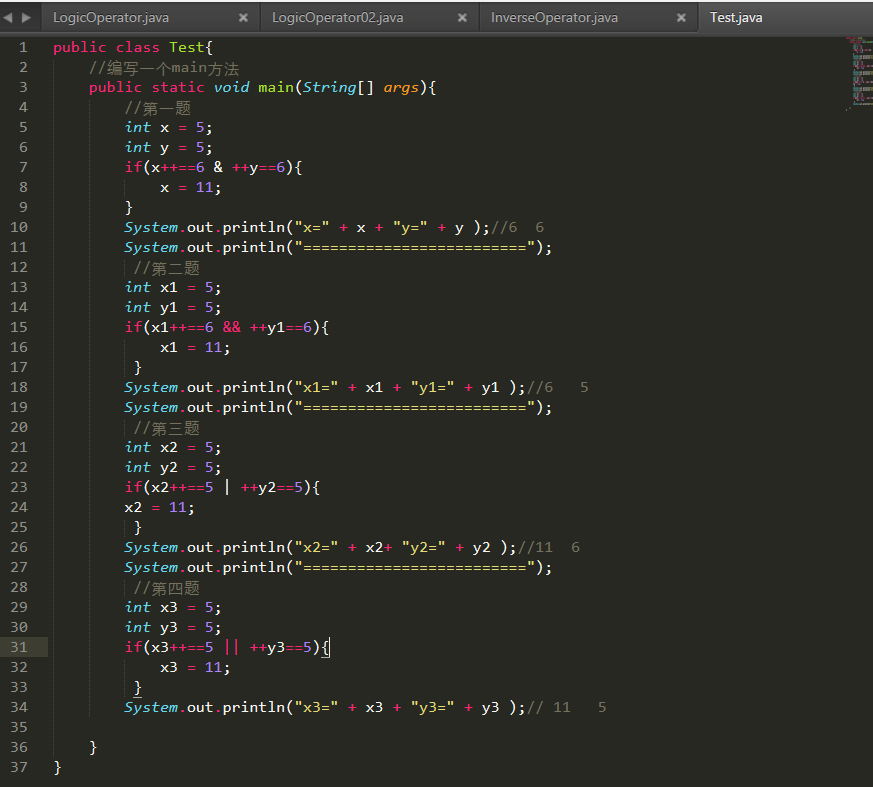 LogicOperator.java × LogicOperator02.java × InverseOperator.java × Test.java
1 public class Test{
2 //编写一个main方法
3 public static void main(String[] args){
4 //第一题
5 int x = 5;
6 int y = 5;
7 if(x++==6 & ++y==6){
8 x = 11;
9 }
10 System.out.println("x=" + x + "y=" + y );//6  6
11 System.out.println("=========================");
12 //第二题
13 int x1 = 5;
14 int y1 = 5;
15 if(x1++==6 && ++y1==6){
16 x1 = 11;
17 }
18 System.out.println("x1=" + x1 + "y1=" + y1 );//6   5
19 System.out.println("=========================");
20 //第三题
21 int x2 = 5;
22 int y2 = 5;
23 if(x2++==5 | ++y2==5){
24 x2 = 11;
25 }
26 System.out.println("x2=" + x2+ "y2=" + y2 );//11  6
27 System.out.println("=========================");
28 //第四题
29 int x3 = 5;
30 int y3 = 5;
31 if(x3++==5 || ++y3==5){
32 x3 = 11;
33 }
34 System.out.println("x3=" + x3 + "y3=" + y3 );// 11   5
35
36 }
37 }